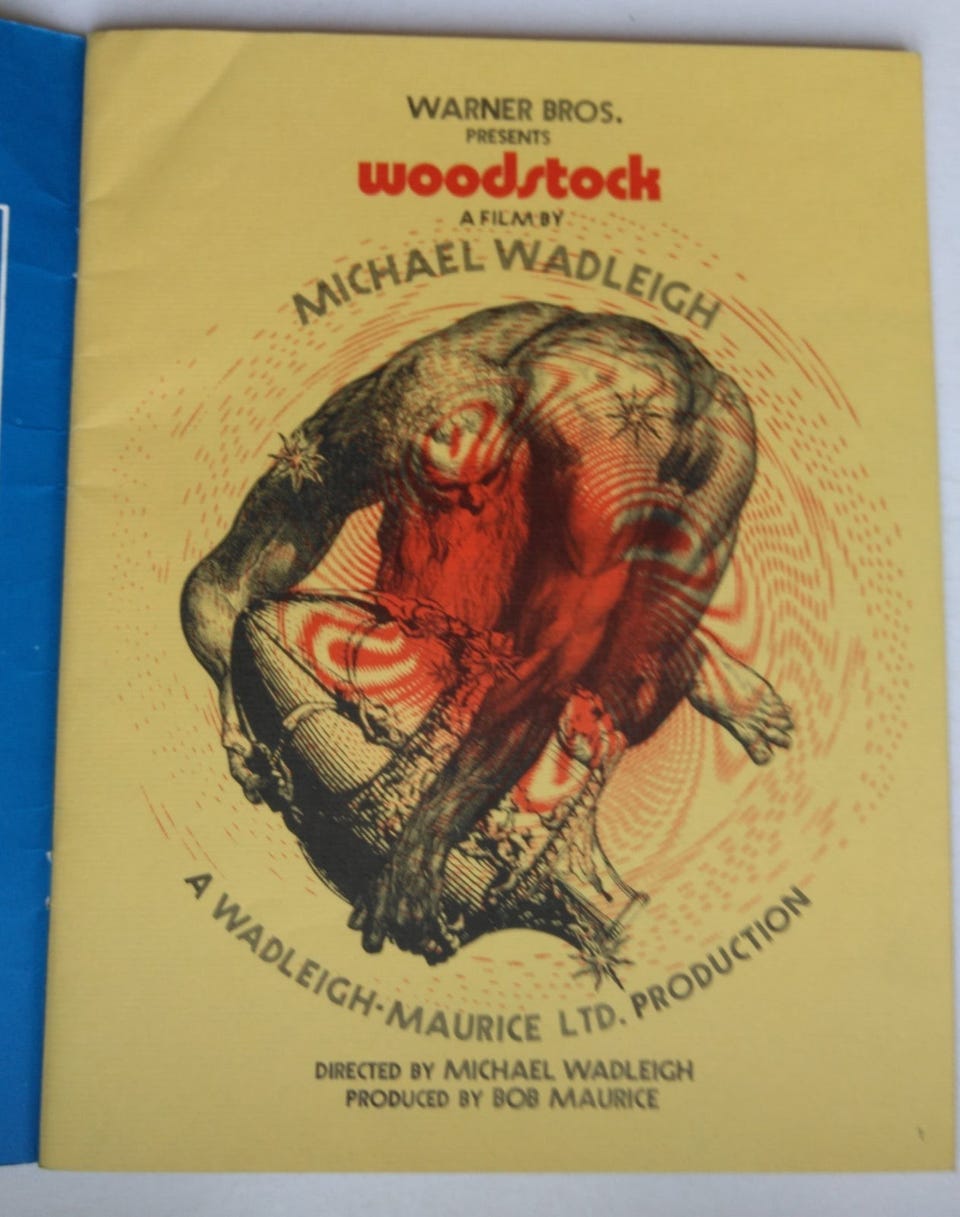 WARNER BROS.
PRESENTS
woodstock
A FILM BY
MICHAEL WADLEIGH
A WADLEIGH-MAURICE LTD. PRODUCTION
DIRECTED BY MICHAEL WADLEIGH
PRODUCED BY BOB MAURICE